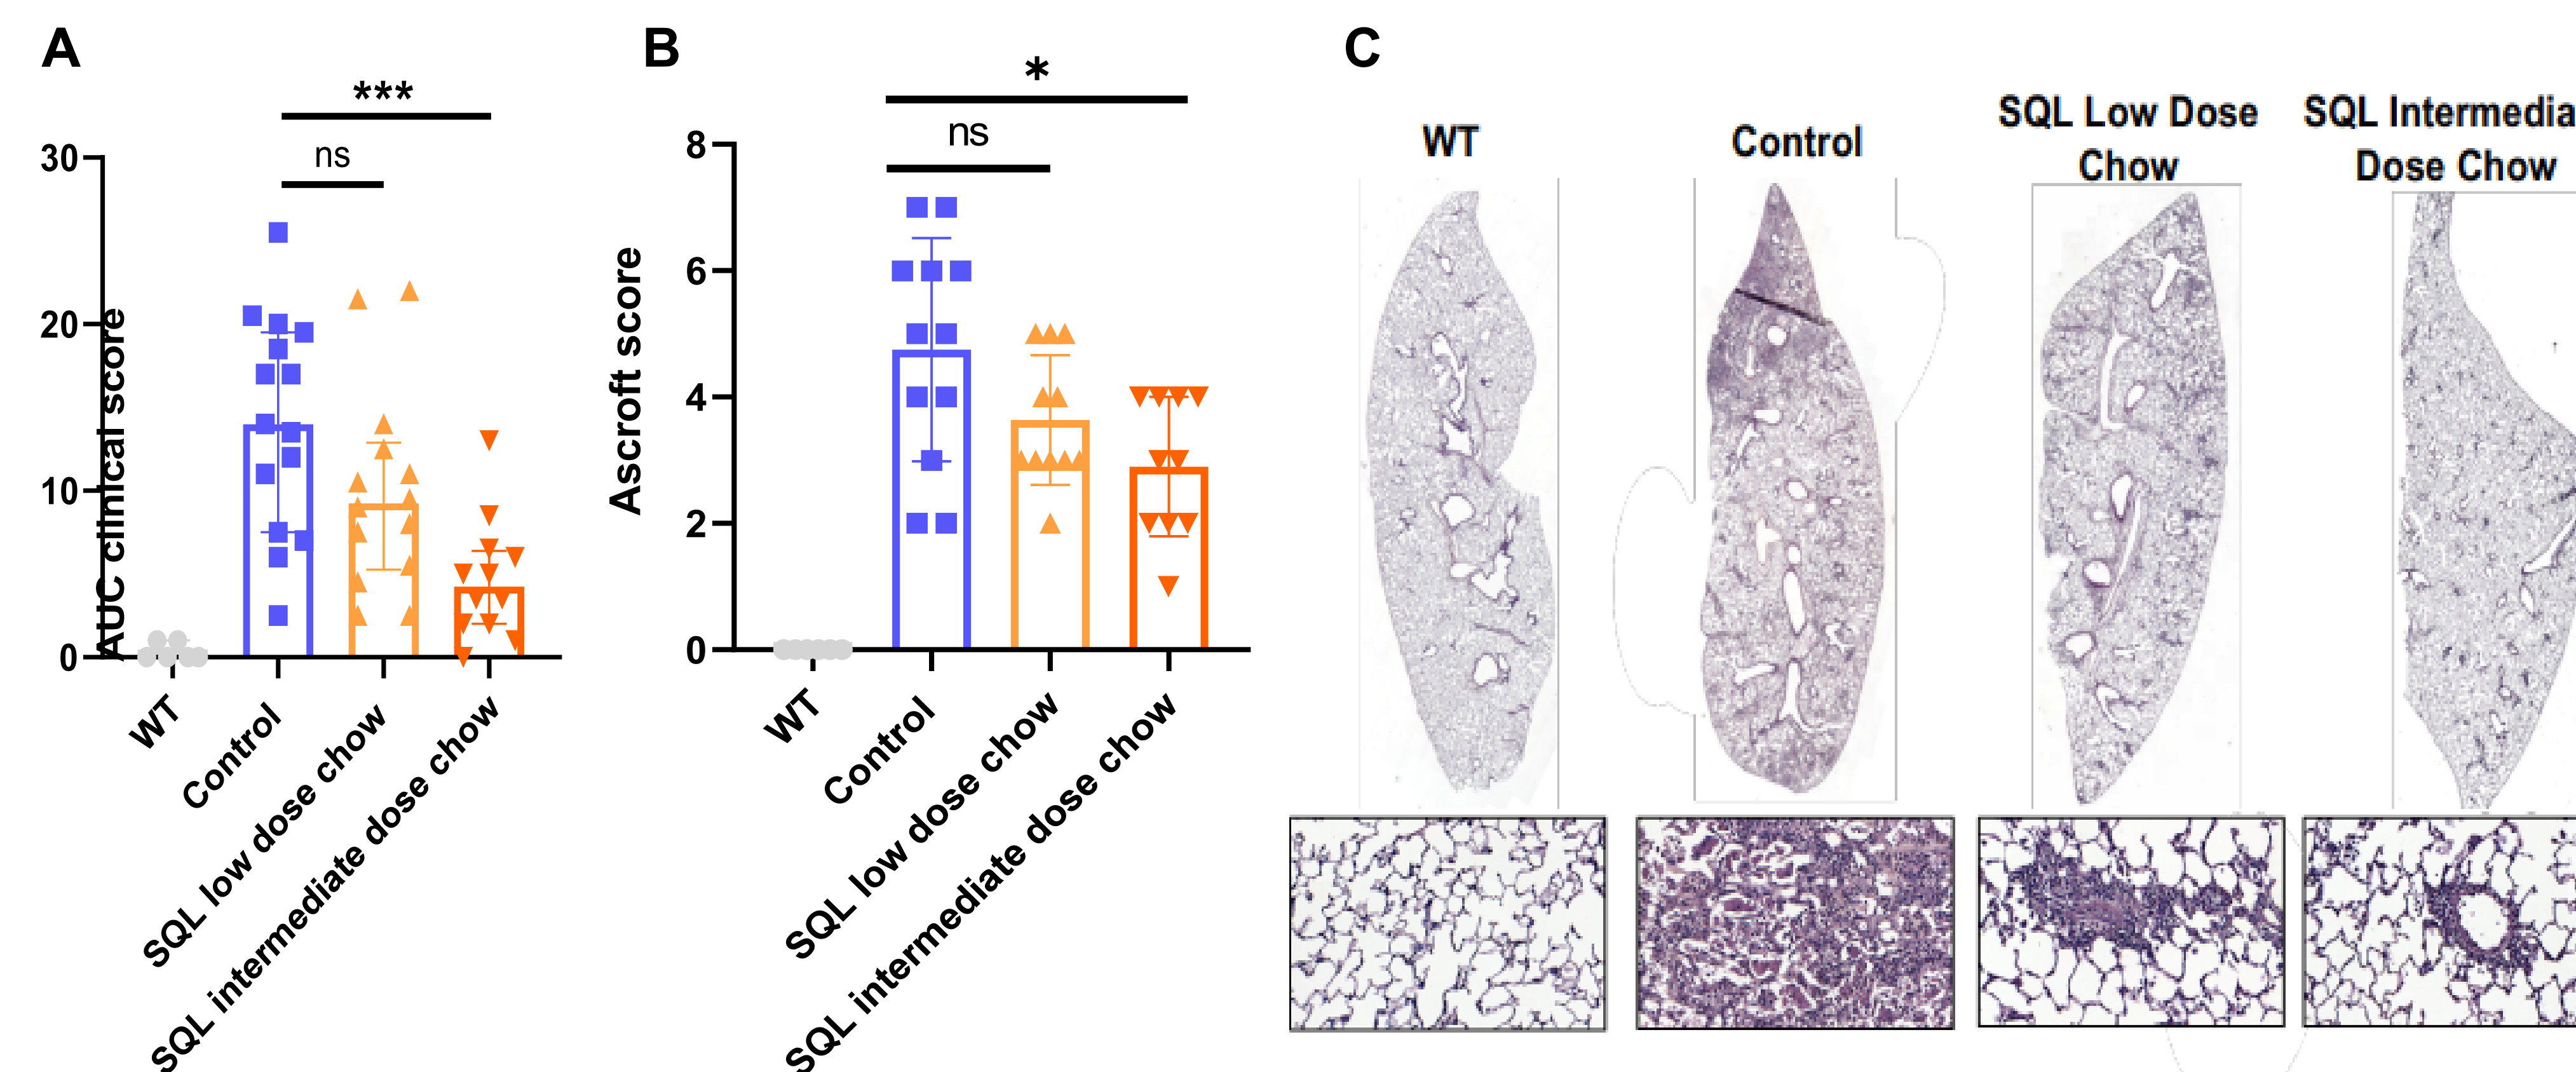 A
***
ns
30
20
10
0
AUC clinical score
WT
Control
SQL low dose chow
SQL intermediate dose chow
B
*
ns
8
6
4
2
0
Ascroft score
WT
Control
SQL low dose chow
SQL intermediate dose chow
C
WT
Control
SQL Low Dose
Chow
SQL Intermedia
Dose Chow